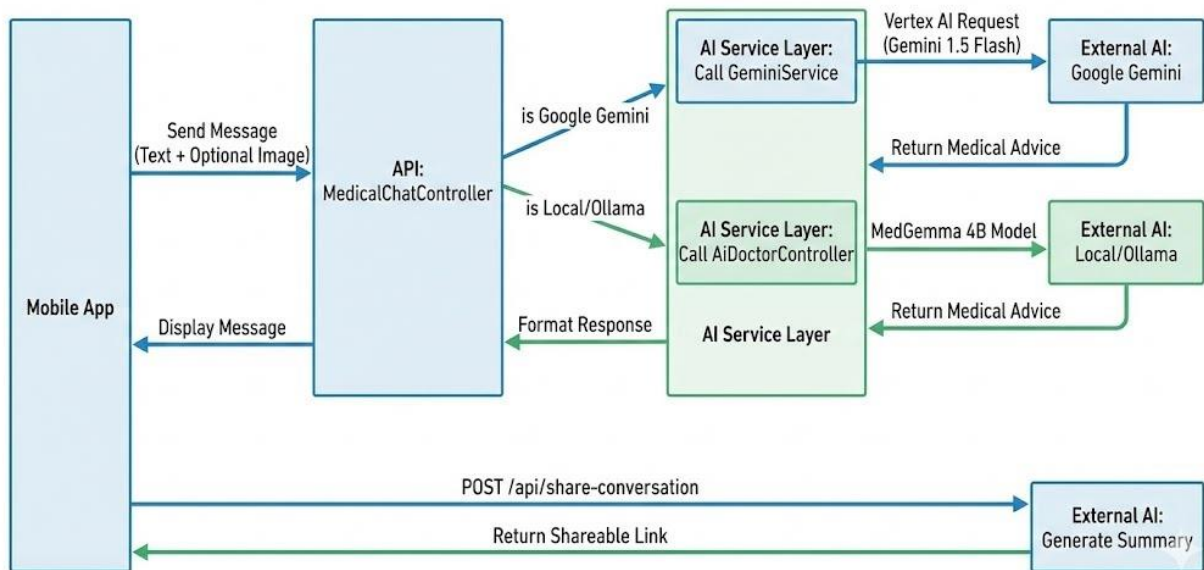 AI Service Layer:
Call GeminiService
Vertex AI Request
(Gemini 1.5 Flash)
External AI:
Google Gemini
is Google Gemini
Send Message
(Text + Optional Image)
Return Medical Advice
API:
MedicalChatController
is Local/Ollama
AI Service Layer:
Call AiDoctorController
MedGemma 4B Model
External AI:
Local/Ollama
Mobile App
Display Message
Format Response
AI Service Layer
Return Medical Advice
POST /api/share-conversation
Return Shareable Link
External AI:
Generate Summary